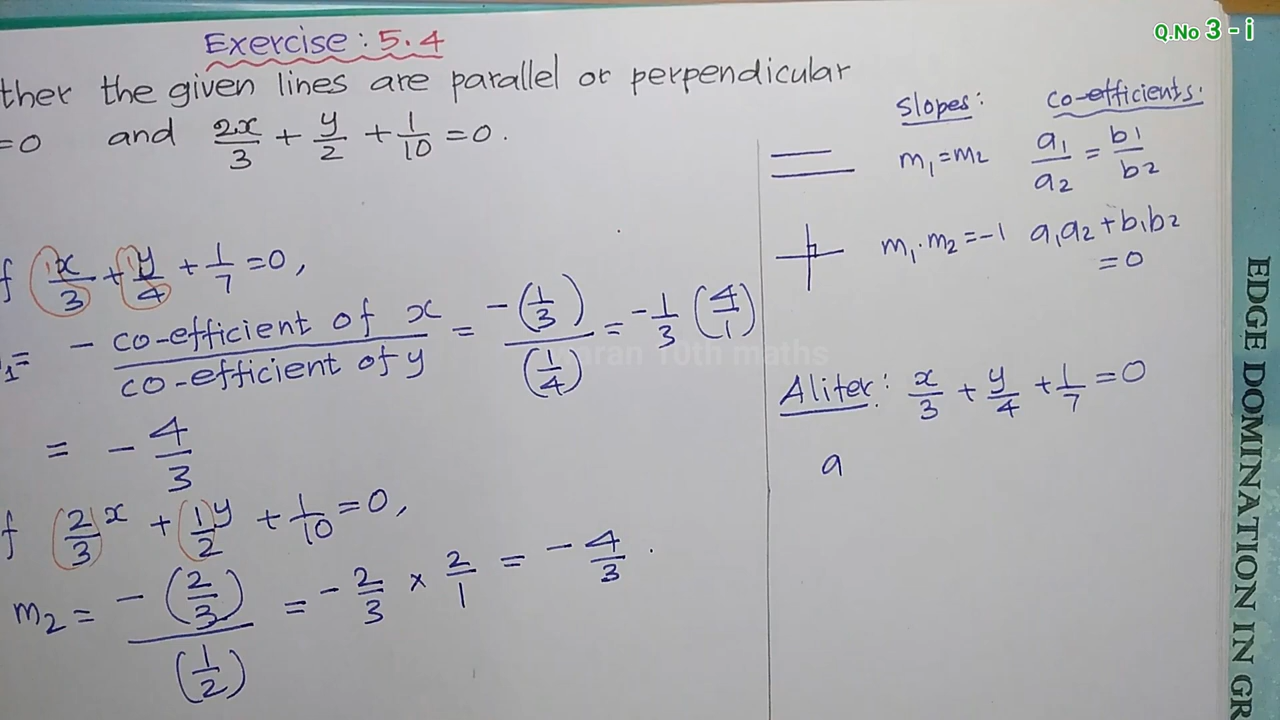 Q.No 3 - i
Exercise : 5.4
ther the given lines are parallel or perpendicular
=0 and 2x/3 + y/2 + 1/10 = 0.
f x/3 + y/4 + 1/7 = 0,
1 = - co-efficient of x / co-efficient of y = -(1/3) / (1/4) = -1/3 (4/1)
= - 4/3
f (2/3)x + (1/2)y + 1/10 = 0,
m2 = -(2/3) / (1/2) = -2/3 × 2/1 = -4/3 .
Slopes : co-efficients.
m1 = m2 a1/a2 = b1/b2
m1.m2 = -1 a1a2 + b1b2
= 0
Aliter : x/3 + y/4 + 1/7 = 0
a
ran 10th maths
EDGE DOMINATION IN GR